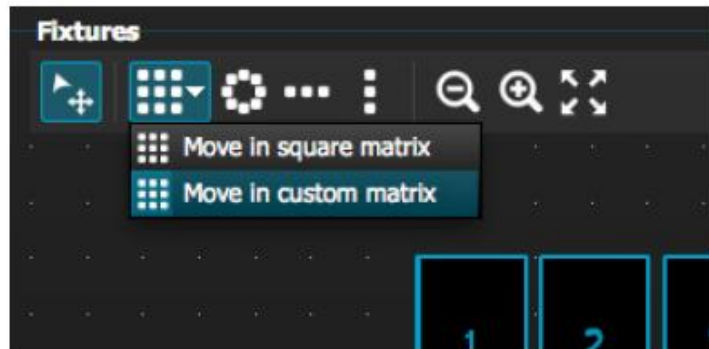 Fixtures
Move in square matrix
Move in custom matrix
1 2